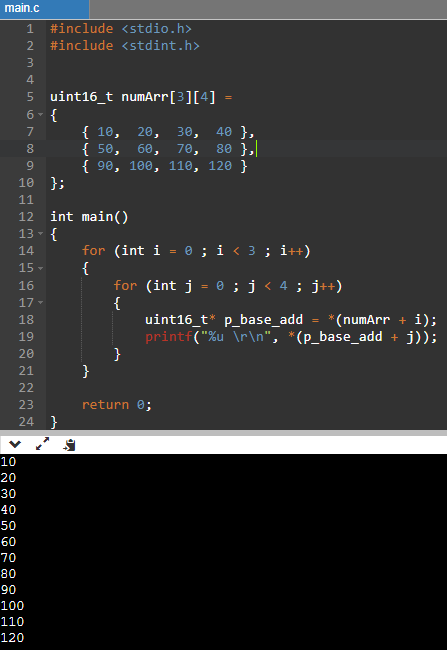 main.c
1 #include <stdio.h>
2 #include <stdint.h>
3
4
5 uint16_t numArr[3][4] =
6 {
7     { 10,  20,  30,  40 },
8     { 50,  60,  70,  80 },
9     { 90, 100, 110, 120 }
10 };
11
12 int main()
13 {
14     for (int i = 0 ; i < 3 ; i++)
15     {
16         for (int j = 0 ; j < 4 ; j++)
17         {
18             uint16_t* p_base_add = *(numArr + i);
19             printf("%u \r\n", *(p_base_add + j));
20         }
21     }
22
23     return 0;
24 }
10
20
30
40
50
60
70
80
90
100
110
120